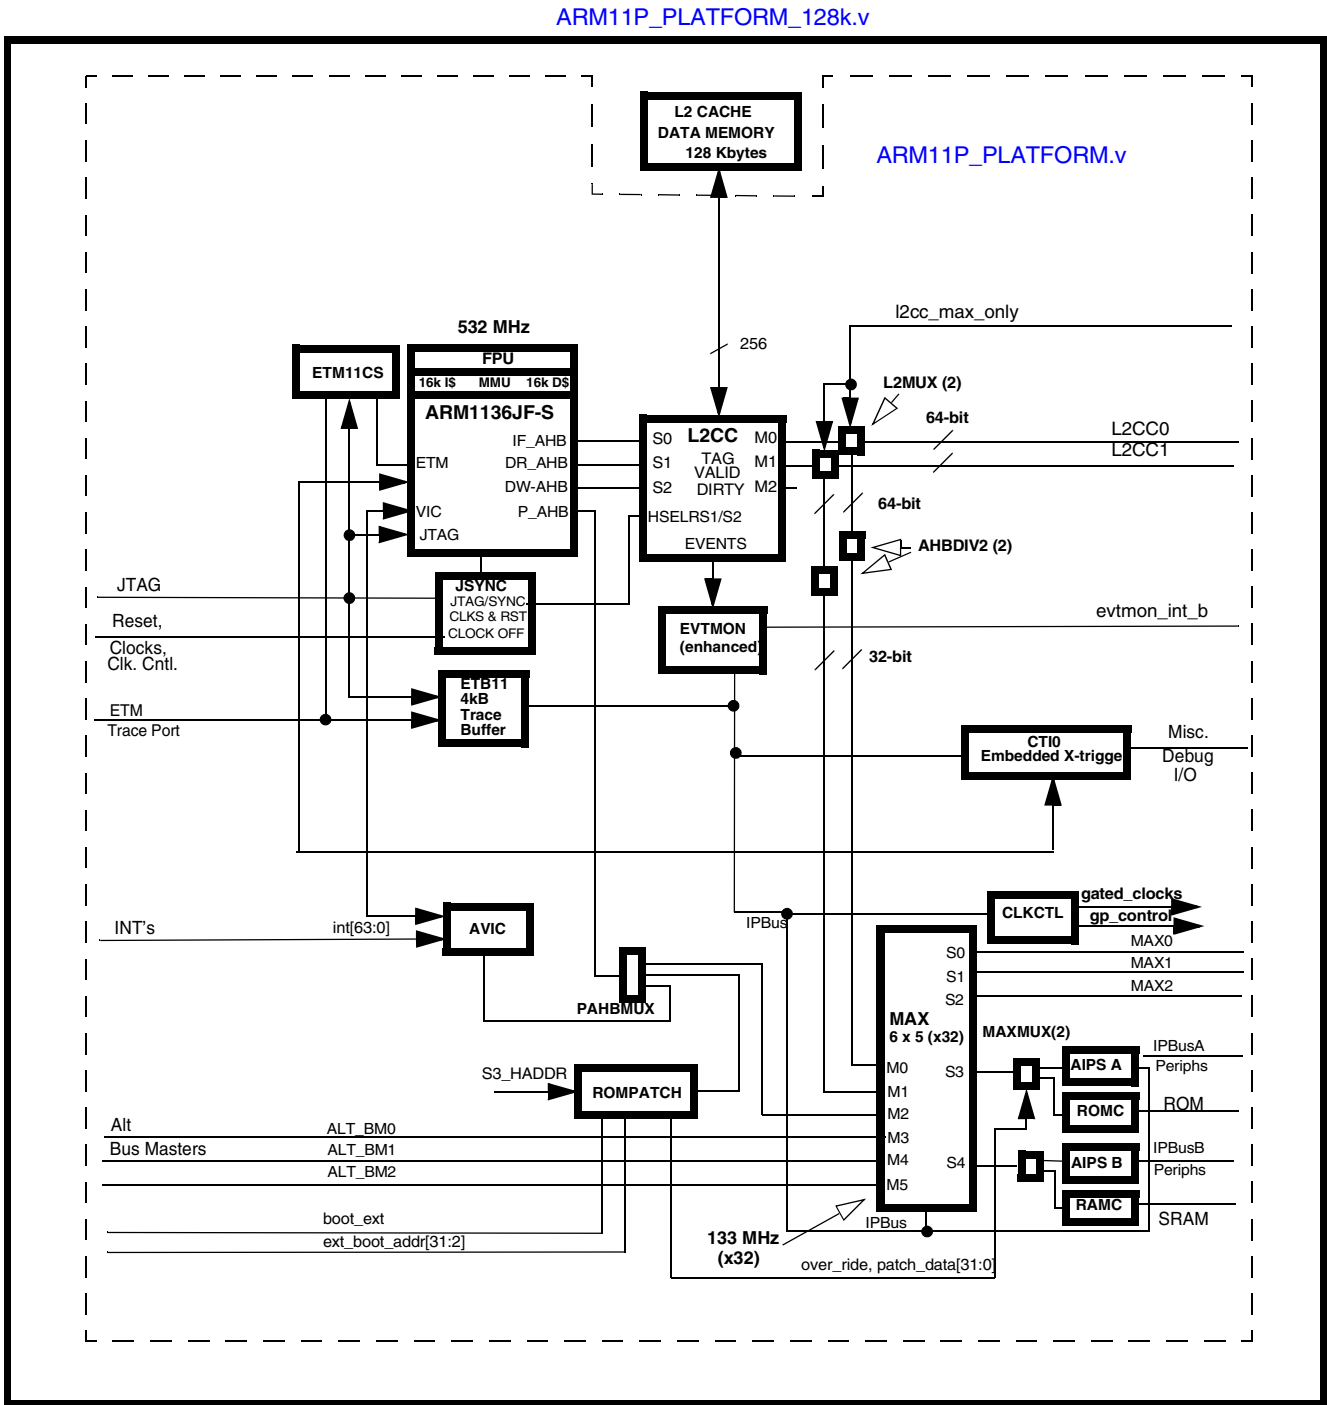 ARM11P_PLATFORM_128k.v
L2 CACHE
DATA MEMORY
128 Kbytes
ARM11P_PLATFORM.v
l2cc_max_only
532 MHz
256
FPU
ETM11CS
16k I$ MMU 16k D$
L2MUX (2)
ARM1136JF-S
64-bit
L2CC0
L2CC1
IF_AHB
DR_AHB
DW-AHB
P_AHB
ETM
VIC
JTAG
S0
S1
S2
L2CC
TAG
VALID
DIRTY
M0
M1
M2
HSELRS1/S2
EVENTS
64-bit
AHBDIV2 (2)
JTAG
JSYNC
JTAG/SYNC
CLKS & RST
CLOCK OFF
Reset,
Clocks,
Clk. Cntl.
EVTMON
(enhanced)
evtmon_int_b
32-bit
ETB11
4kB
Trace
Buffer
ETM
Trace Port
CTI0
Embedded X-trigge
Misc.
Debug
I/O
INT's
int[63:0]
AVIC
IPBus
CLKCTL
gated_clocks
gp_control
MAX0
MAX1
MAX2
S0
S1
S2
PAHBMUX
MAX
6 x 5 (x32)
MAXMUX(2)
IPBusA
Periphs
AIPS A
S3_HADDR
ROMPATCH
M0
M1
M2
M3
M4
M5
S3
S4
ROMC
ROM
Alt
Bus Masters
ALT_BM0
ALT_BM1
ALT_BM2
AIPS B
IPBusB
Periphs
RAMC
SRAM
boot_ext
ext_boot_addr[31:2]
IPBus
133 MHz
(x32)
over_ride, patch_data[31:0]